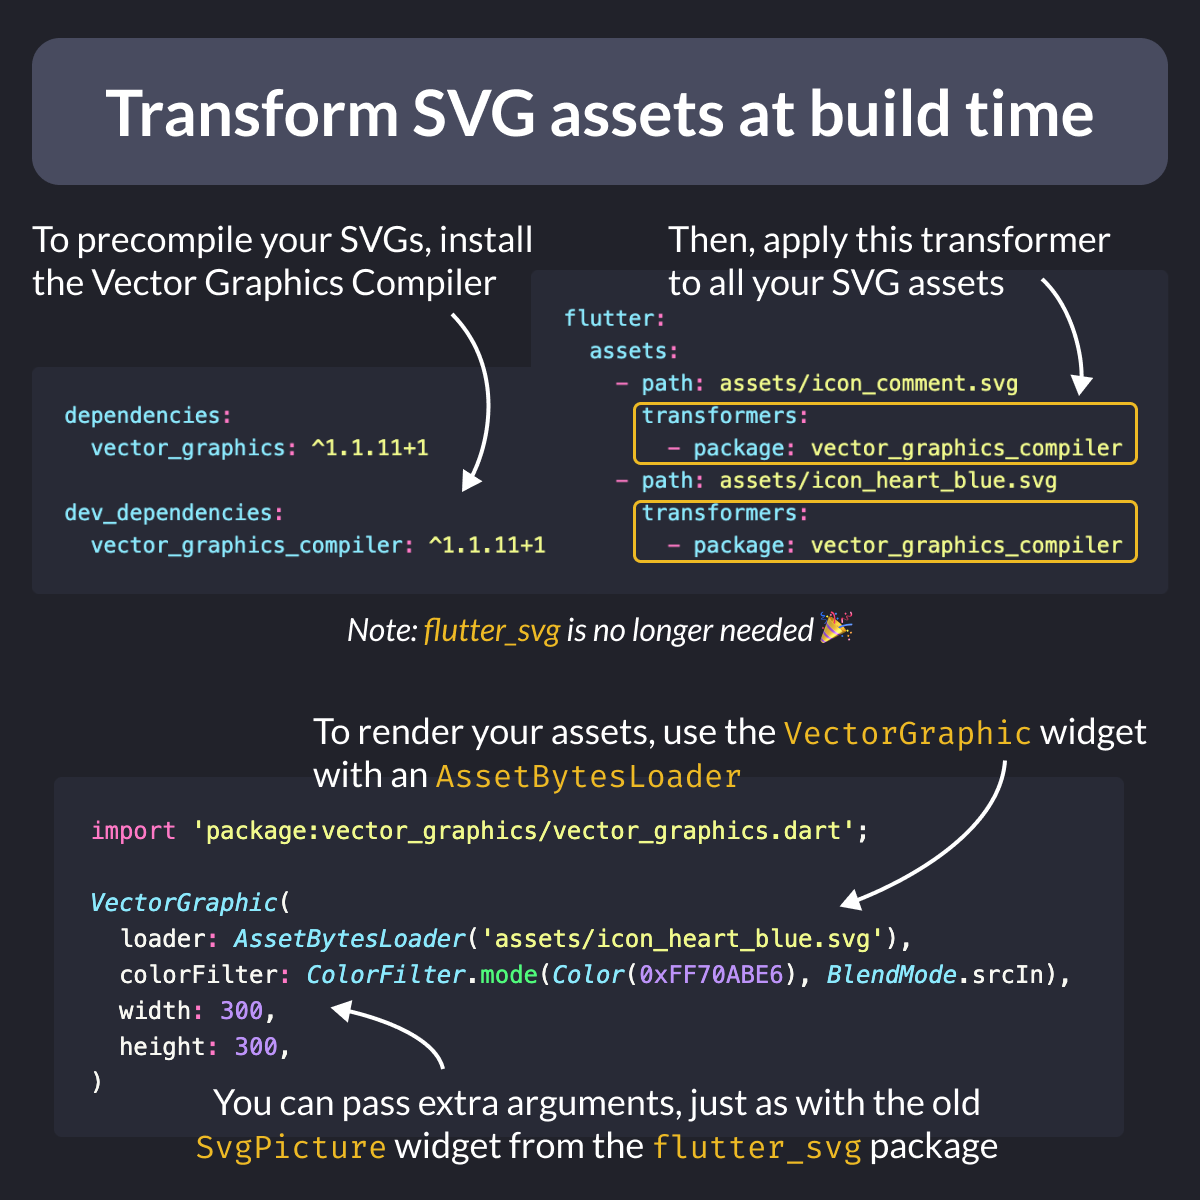 Transform SVG assets at build time
To precompile your SVGs, install
the Vector Graphics Compiler
dependencies:
  vector_graphics: ^1.1.11+1
dev_dependencies:
  vector_graphics_compiler: ^1.1.11+1
Then, apply this transformer
to all your SVG assets
flutter:
  assets:
    - path: assets/icon_comment.svg
      transformers:
        - package: vector_graphics_compiler
    - path: assets/icon_heart_blue.svg
      transformers:
        - package: vector_graphics_compiler
Note: flutter_svg is no longer needed 🎉
To render your assets, use the VectorGraphic widget
with an AssetBytesLoader
import 'package:vector_graphics/vector_graphics.dart';
VectorGraphic(
  loader: AssetBytesLoader('assets/icon_heart_blue.svg'),
  colorFilter: ColorFilter.mode(Color(0xFF70ABE6), BlendMode.srcIn),
  width: 300,
  height: 300,
)
You can pass extra arguments, just as with the old
SvgPicture widget from the flutter_svg package